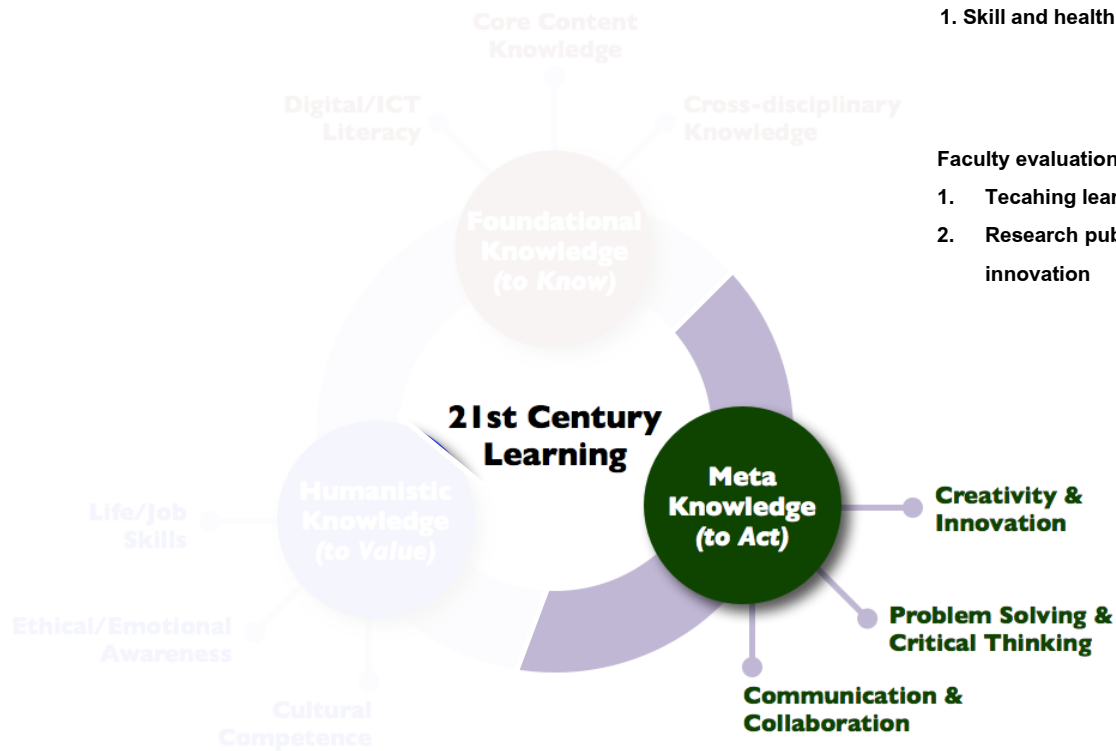 Core Content
Knowledge
Digital/ICT
Literacy
Cross-disciplinary
Knowledge
Foundational
Knowledge
(to Know)
1. Skill and health
Faculty evaluation
1. Tecahing lear
2. Research pub
innovation
21st Century
Learning
Meta
Knowledge
(to Act)
Creativity &
Innovation
Problem Solving &
Critical Thinking
Communication &
Collaboration
Humanistic
Knowledge
(to Value)
Life/Job
Skills
Ethical/Emotional
Awareness
Cultural
Competence